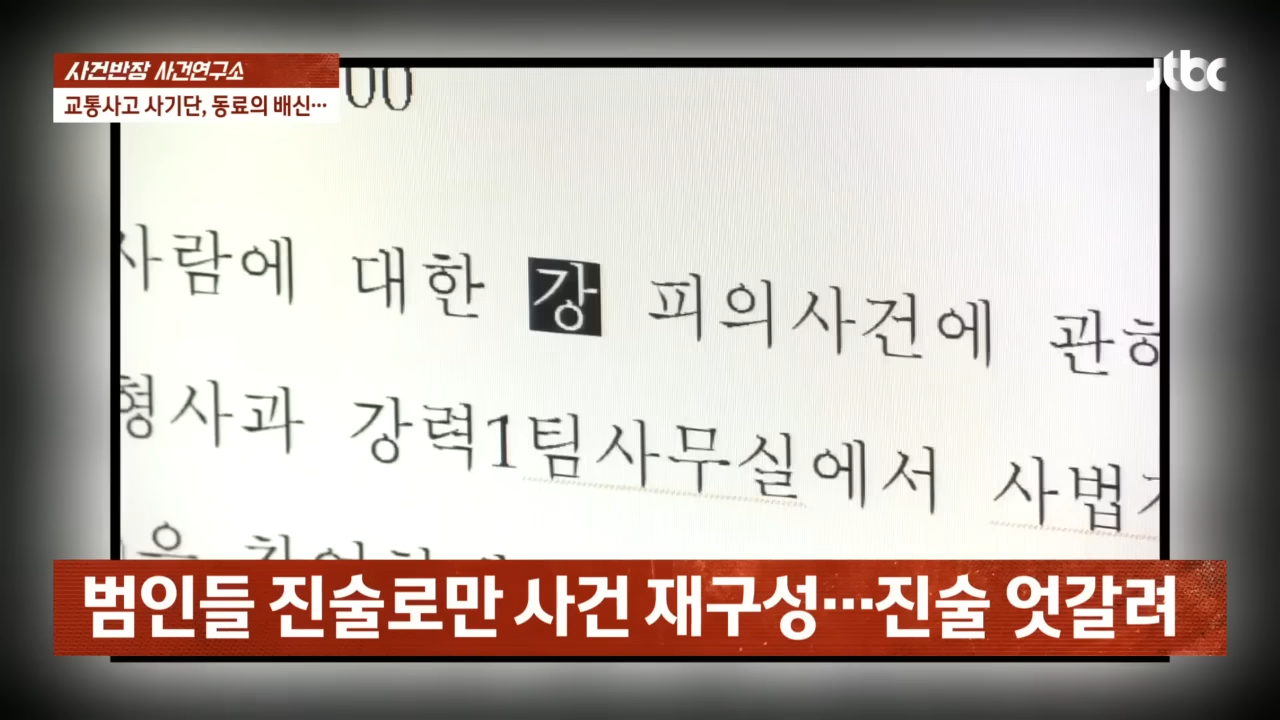 사건반장 사건연구소
jtbc
교통사고 사기단, 동료의 배신…
00
사람에 대한 강 피의사건에 관하
형사과 강력1팀사무실에서 사법
범인들 진술로만 사건 재구성…진술 엇갈려